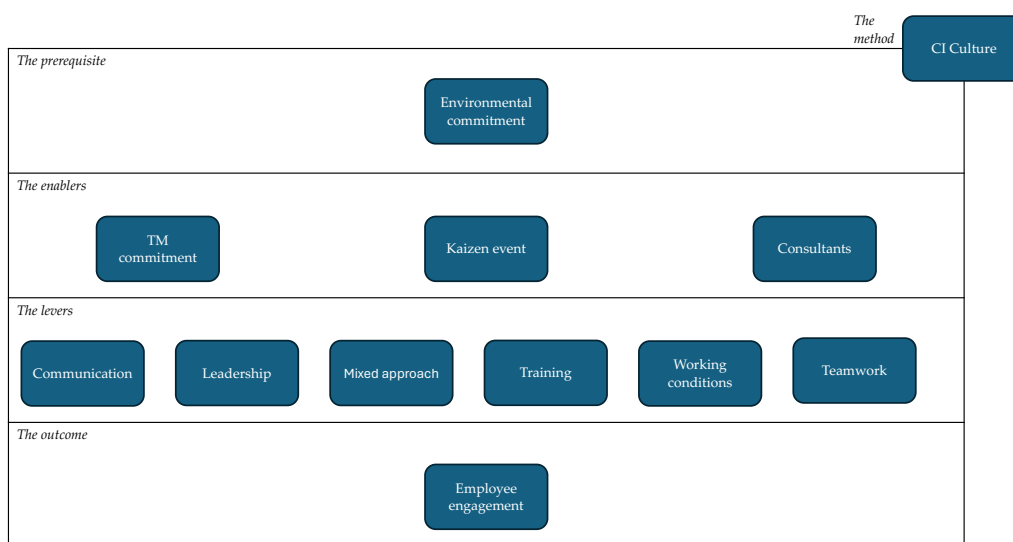 The
method
CI Culture
The prerequisite
Environmental
commitment
The enablers
TM
commitment
Kaizen event
Consultants
The levers
Communication
Leadership
Mixed approach
Training
Working
conditions
Teamwork
The outcome
Employee
engagement